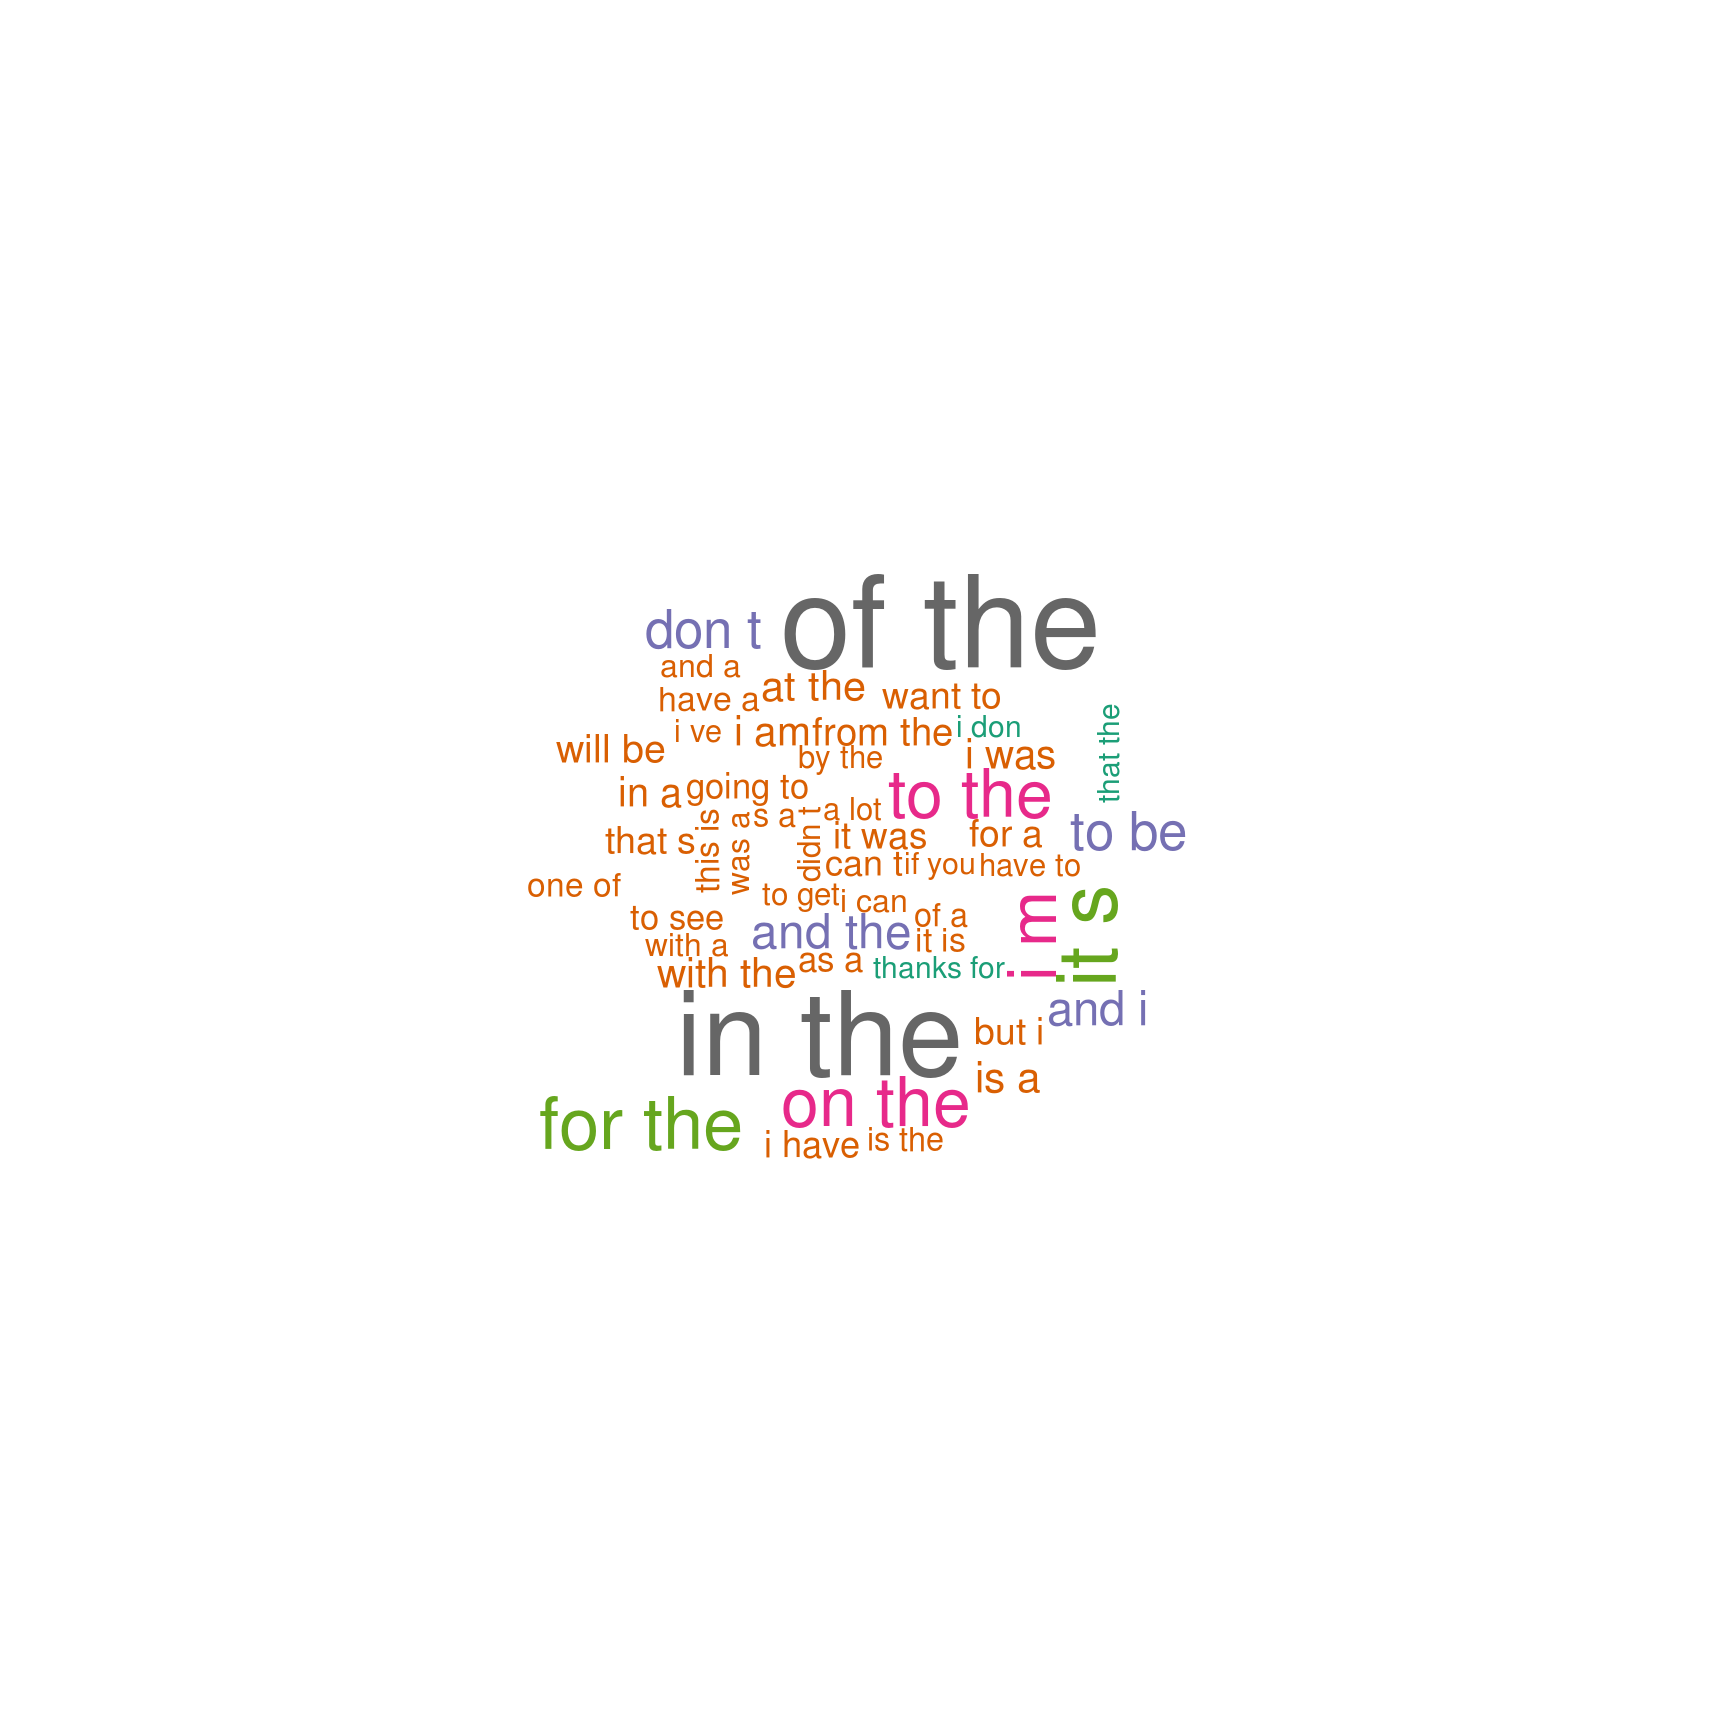 of the
don t
and a
at the
have a
want to
i ve
i am
from the
i don
that the
will be
by the
i was
in a
going to
to the
a lot
s a
that s
this is
was a
didn t
it was
for a
to be
can t
if you
have to
one of
to get
i can
to see
of a
and the
it is
i m
it s
with a
with the
as a
thanks for
in the
and i
but i
is a
on the
for the
i have
is the